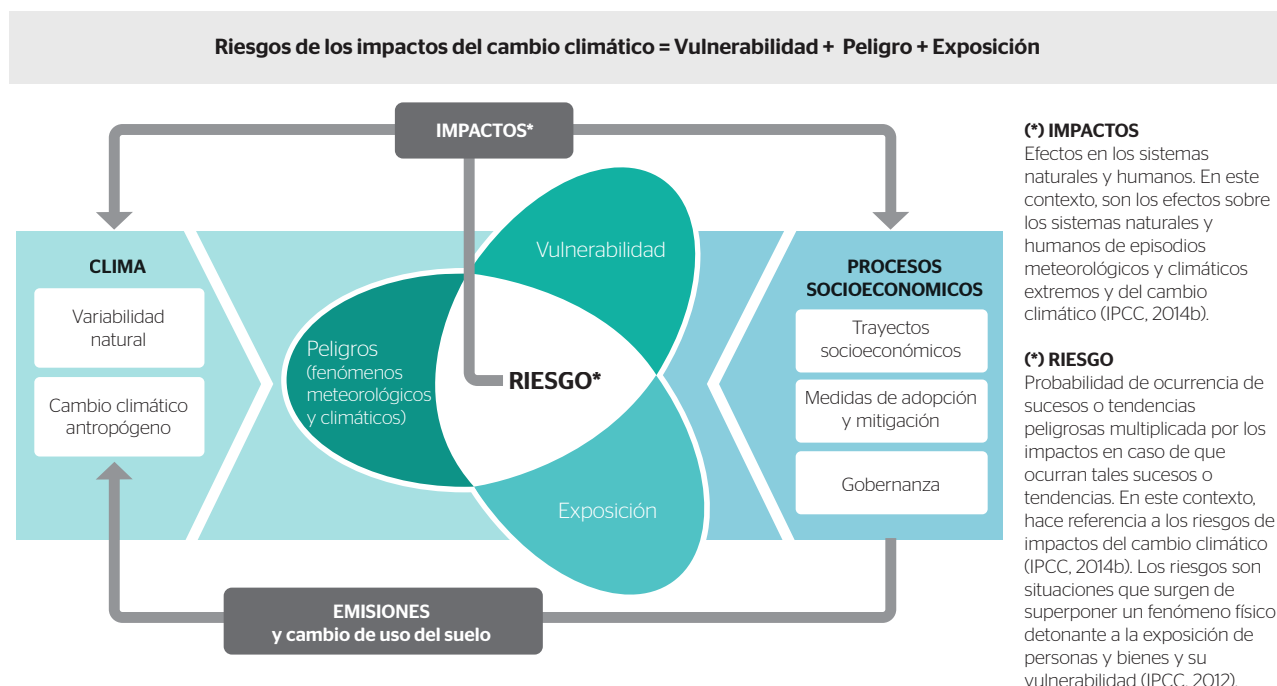 Riesgos de los impactos del cambio climático = Vulnerabilidad + Peligro + Exposición
IMPACTOS*
CLIMA
Variabilidad
natural
Cambio climático
antropógeno
Peligros
(fenómenos
meteorológicos
y climáticos)
Vulnerabilidad
RIESGO*
Exposición
PROCESOS
SOCIOECONOMICOS
Trayectos
socioeconómicos
Medidas de adopción
y mitigación
Gobernanza
EMISIONES
y cambio de uso del suelo
(*) IMPACTOS
Efectos en los sistemas
naturales y humanos. En este
contexto, son los efectos sobre
los sistemas naturales y
humanos de episodios
meteorológicos y climáticos
extremos y del cambio
climático (IPCC, 2014b).
(*) RIESGO
Probabilidad de ocurrencia de
sucesos o tendencias
peligrosas multiplicada por los
impactos en caso de que
ocurran tales sucesos o
tendencias. En este contexto,
hace referencia a los riesgos de
impactos del cambio climático
(IPCC, 2014b). Los riesgos son
situaciones que surgen de
superponer un fenómeno físico
detonante a la exposición de
personas y bienes y su
vulnerabilidad (IPCC, 2012).